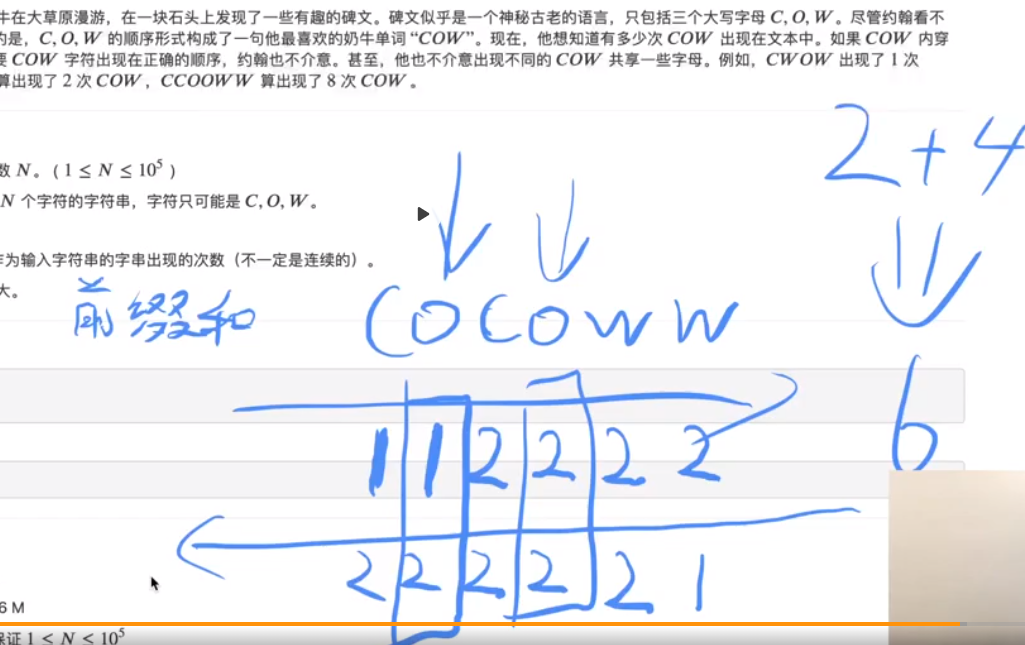 牛在大草原漫游，在一块石头上发现了一些有趣的碑文。碑文似乎是一个神秘古老的语言，只包括三个大写字母 C, O, W。尽管约翰看不
的是，C, O, W 的顺序形式构成了一句他最喜欢的奶牛单词“COW”。现在，他想知道有多少次 COW 出现在文本中。如果 COW 内穿
要 COW 字符出现在正确的顺序，约翰也不介意。甚至，他也不介意出现不同的 COW 共享一些字母。例如，CWOW 出现了 1 次
算出现了 2 次 COW，CCOOWW 算出现了 8 次 COW。
2 + 4
数 N。( 1 ≤ N ≤ 10⁵ )
N 个字符的字符串，字符只可能是 C, O, W。
作为输入字符串的字串出现的次数（不一定是连续的）。
大。
前缀和
COCOWW
6
1 1 2 2 2 2
2 2 2 2 2 1
6 M
保证 1 ≤ N ≤ 10⁵